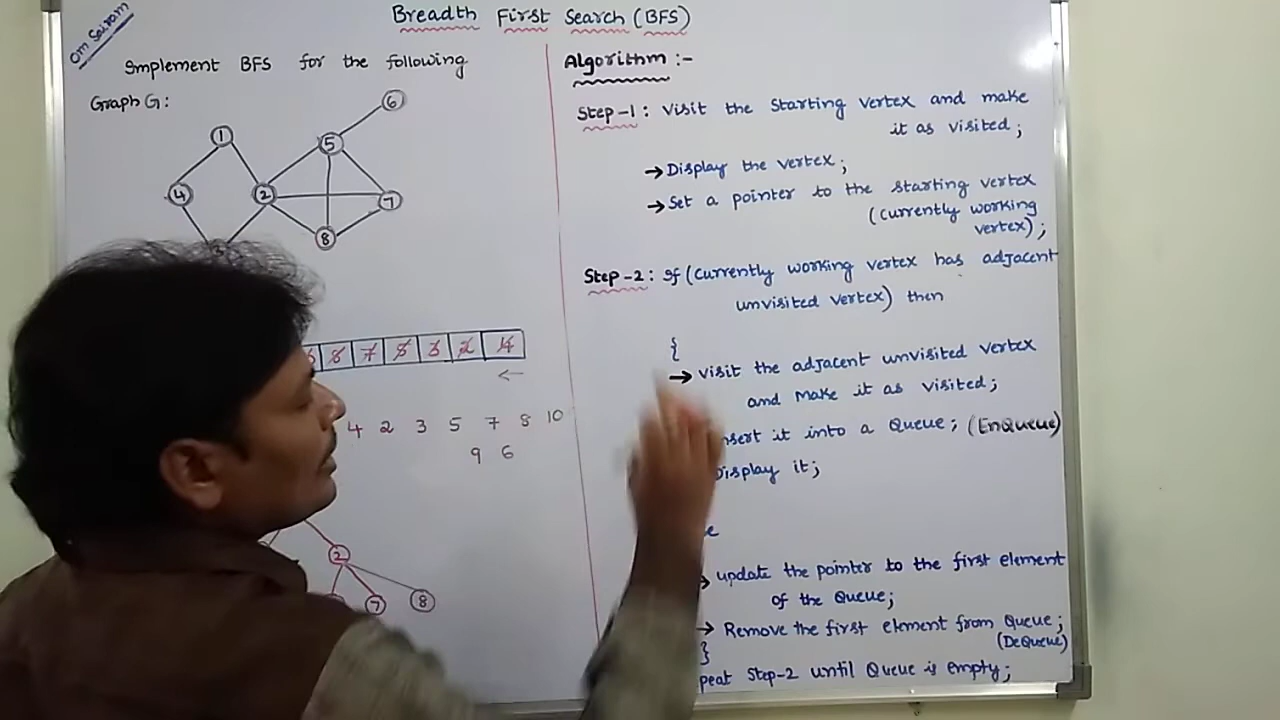 Om Sairam
Breadth First Search (BFS)
Implement BFS for the following
Graph G:
6
1
5
4
2
7
8
8 7 5 3 2 4
4 2 3 5 7 8 10
9 6
2
7
8
Algorithm :-
Step-1: Visit the Starting Vertex and make
it as visited;
→ Display the vertex;
→ Set a pointer to the starting vertex
(currently working
vertex);
Step-2: If (currently working vertex has adjacent
unvisited vertex) then
{
→ visit the adjacent unvisited vertex
and make it as visited;
nsert it into a Queue; (EnQueue)
Display it;
e
→ update the pointer to the first element
of the Queue;
→ Remove the first element from Queue;
(DeQueue)
}
peat Step-2 until Queue is empty;